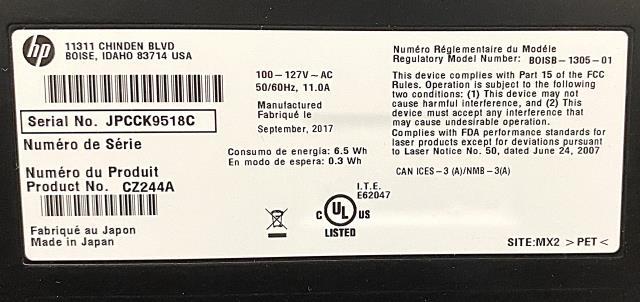 hp
11311 CHINDEN BLVD
BOISE, IDAHO 83714 USA
Serial No. JPCCK9518C
Numéro de Série
Numéro du Produit
Product No. CZ244A
Fabriqué au Japon
Made in Japan
100-127V~AC
50/60Hz, 11.0A
Manufactured
Fabriqué le
September, 2017
Consumo de energía: 6.5 Wh
En modo de espera: 0.3 Wh
I.T.E.
E62047
C UL US
LISTED
Numéro Réglementaire du Modéle
Regulatory Model Number: BOISB-1305-01
This device complies with Part 15 of the FCC
Rules. Operation is subject to the following
two conditions: (1) This device may not
cause harmful interference, and (2) This
device must accept any interference that
may cause undesirable operation.
Complies with FDA performance standards for
laser products except for deviations pursuant
to Laser Notice No. 50, dated June 24, 2007
CAN ICES-3 (A)/NMB-3(A)
SITE:MX2 >PET<